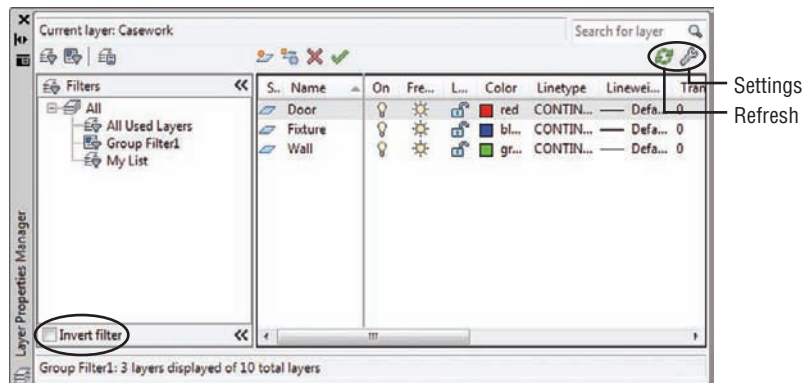 Current layer: Casework
Search for layer
Filters
S.. Name On Fre... L... Color Linetype Linewei... Tran
All
All Used Layers
Group Filter1
My List
Door red CONTIN... Defa... 0
Fixture bl... CONTIN... Defa... 0
Wall gr... CONTIN... Defa... 0
Settings
Refresh
Layer Properties Manager
Invert filter
Group Filter1: 3 layers displayed of 10 total layers